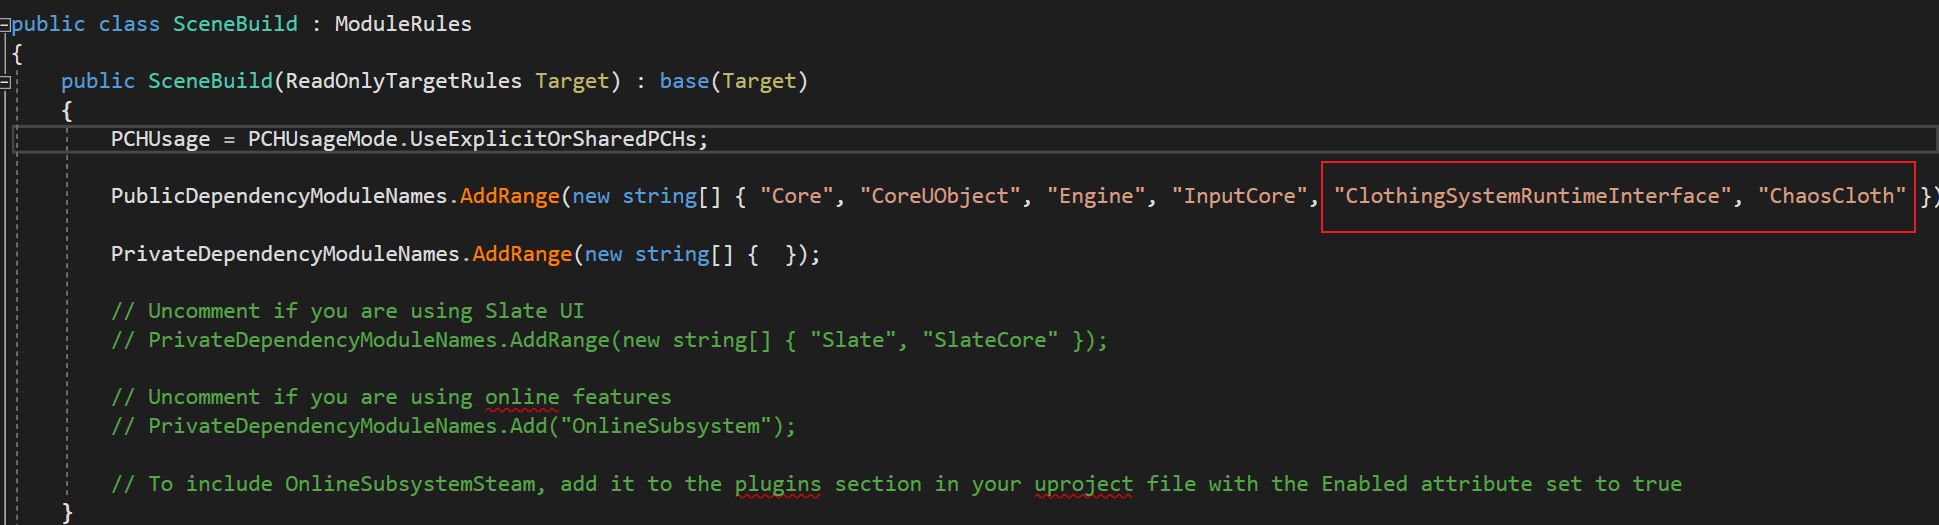 public class SceneBuild : ModuleRules
{
public SceneBuild(ReadOnlyTargetRules Target) : base(Target)
{
PCHUsage = PCHUsageMode.UseExplicitOrSharedPCHs;
PublicDependencyModuleNames.AddRange(new string[] { "Core", "CoreUObject", "Engine", "InputCore", "ClothingSystemRuntimeInterface", "ChaosCloth" })
PrivateDependencyModuleNames.AddRange(new string[] {  });
// Uncomment if you are using Slate UI
// PrivateDependencyModuleNames.AddRange(new string[] { "Slate", "SlateCore" });
// Uncomment if you are using online features
// PrivateDependencyModuleNames.Add("OnlineSubsystem");
// To include OnlineSubsystemSteam, add it to the plugins section in your uproject file with the Enabled attribute set to true
}